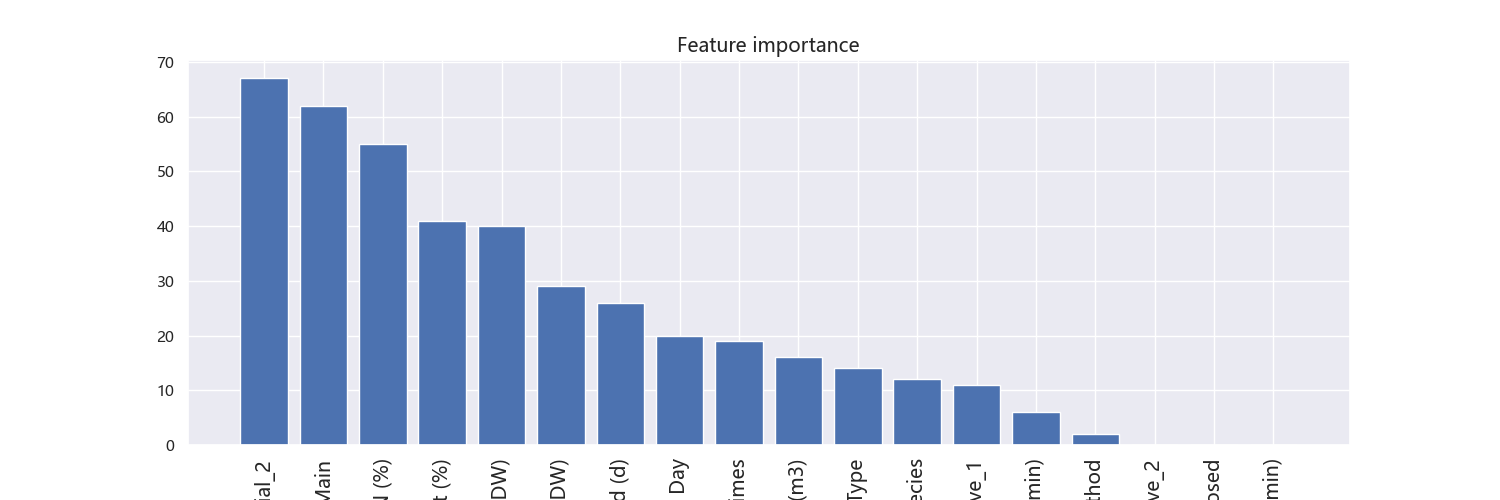 Feature importance
70
60
50
40
30
20
10
0
ial_2
Main
(%)
t (%)
DW)
DW)
d (d)
Day
imes
(m3)
Type
ecies
ve_1
min)
thod
ve_2
osed
min)